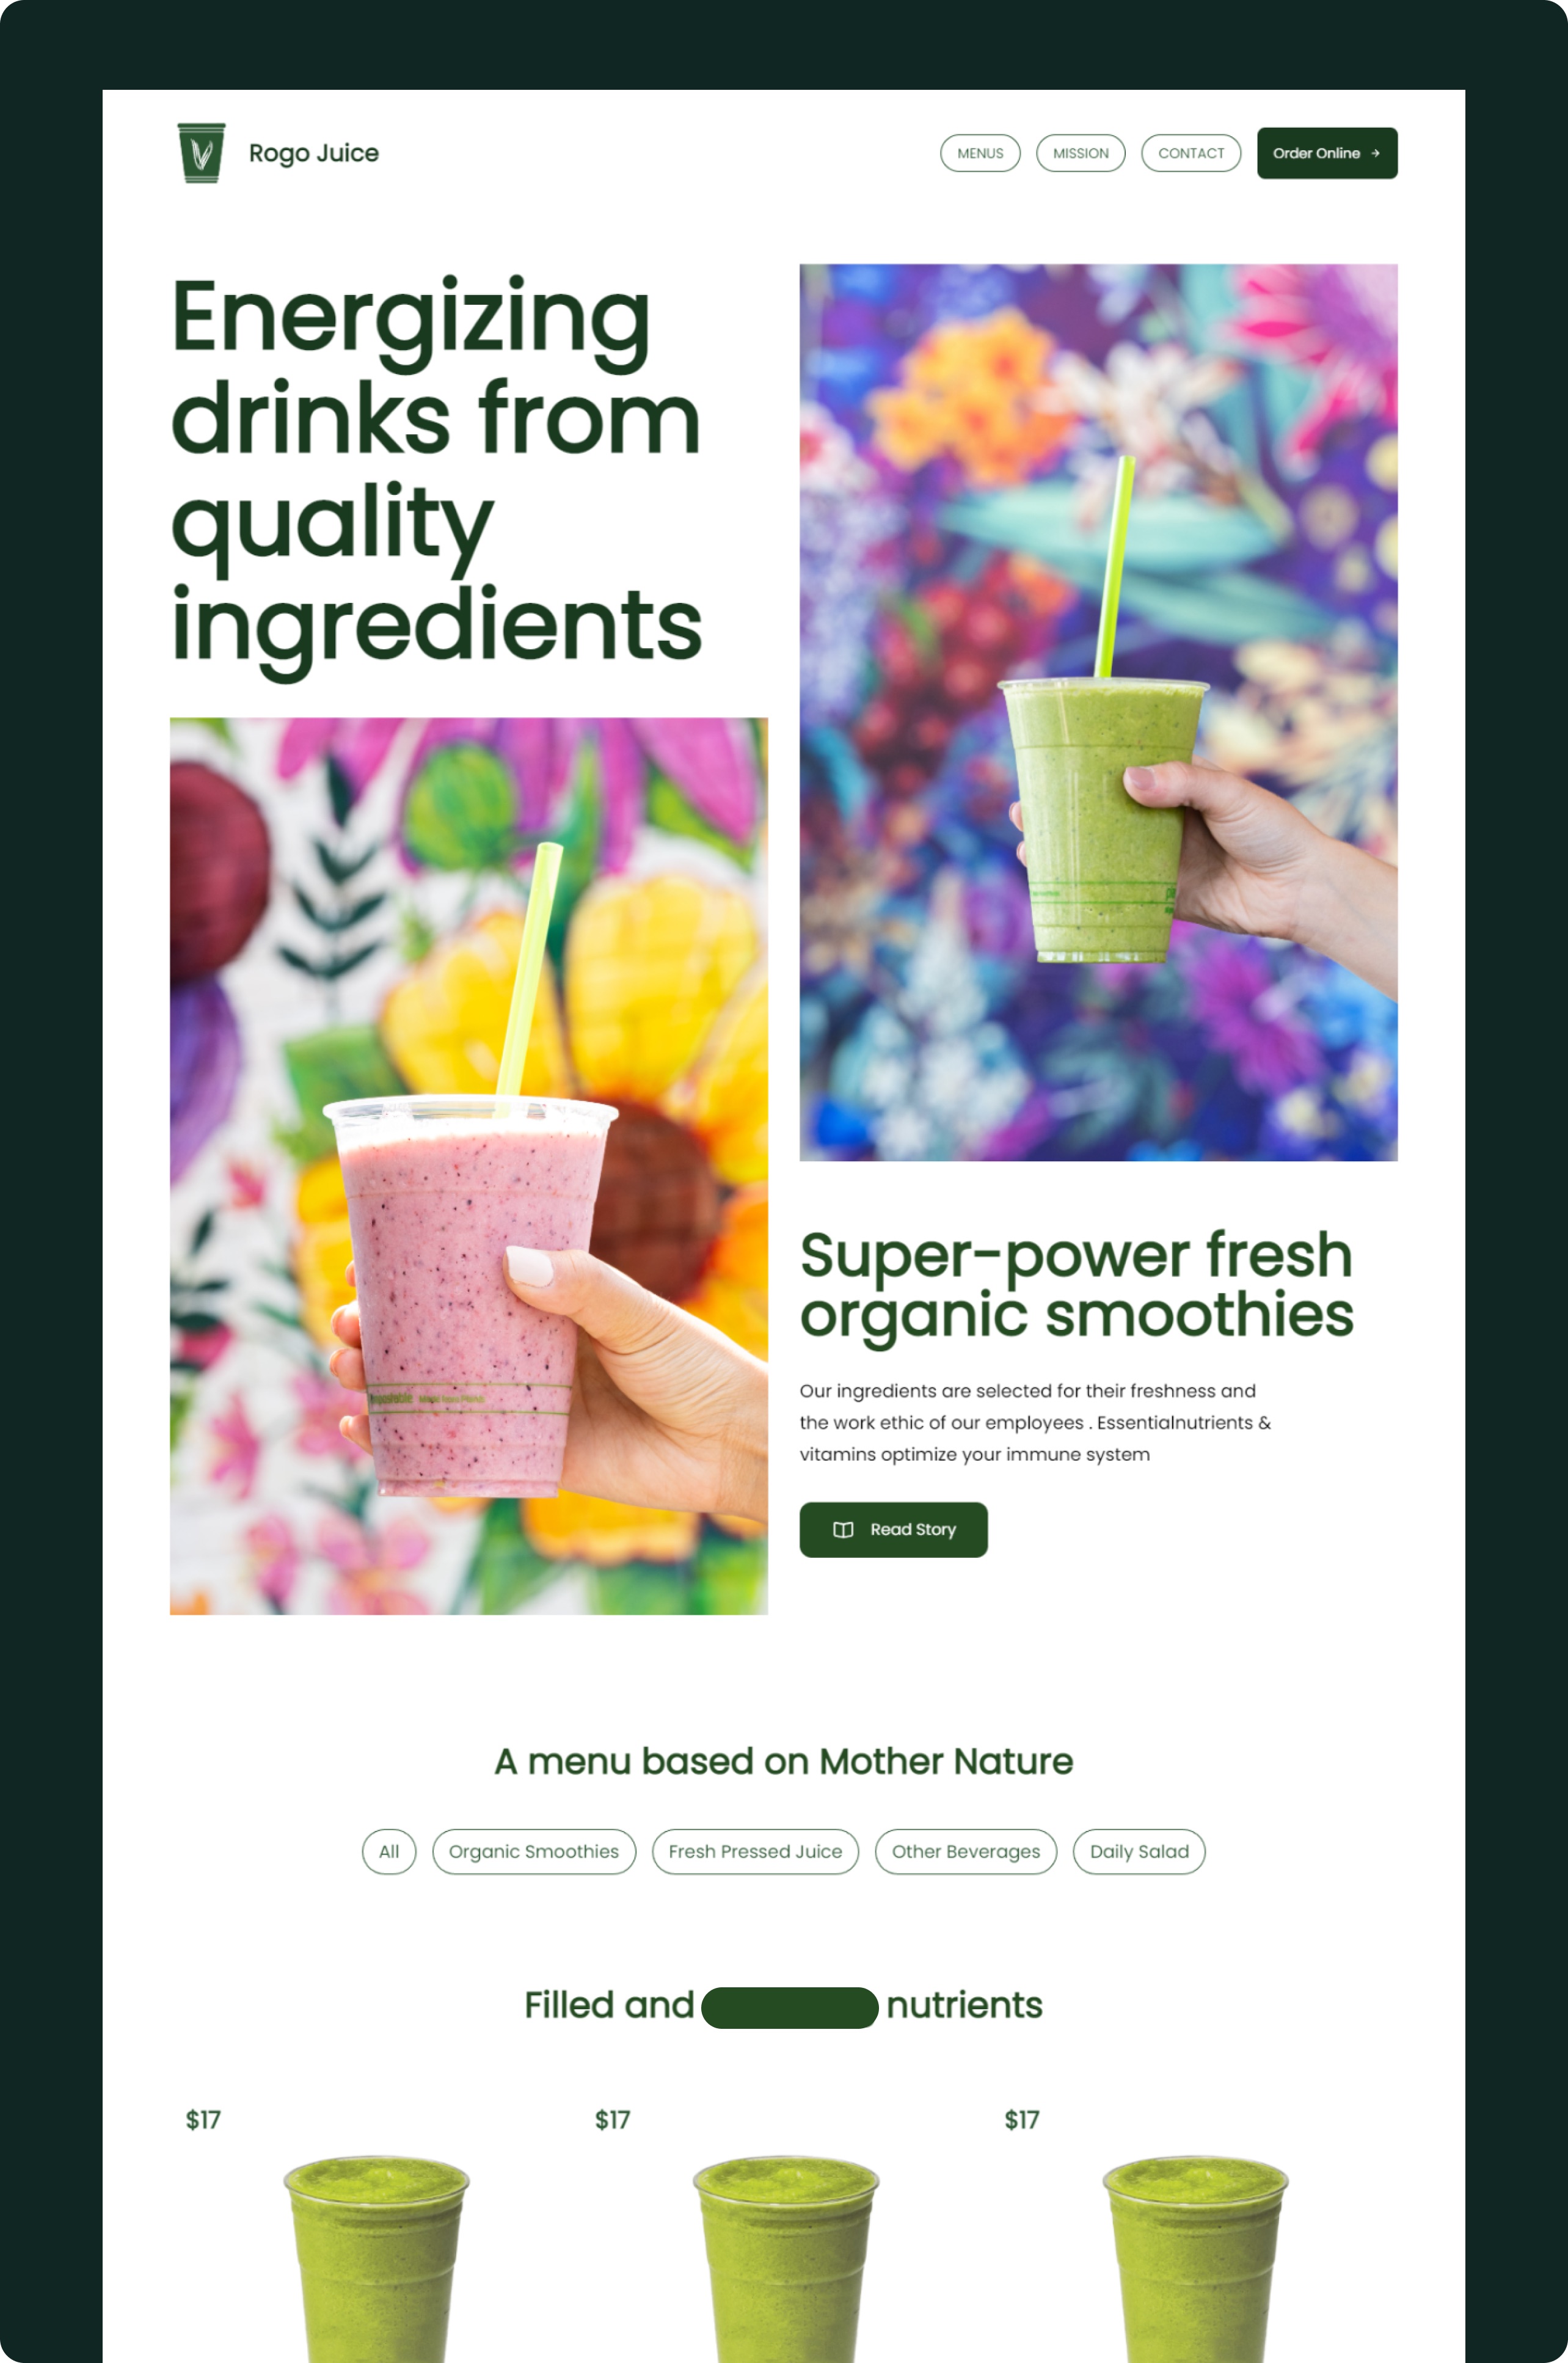 Rogo Juice
MENUS
MISSION
CONTACT
Order Online
Energizing
drinks from
quality
ingredients
Super-power fresh
organic smoothies
Our ingredients are selected for their freshness and
the work ethic of our employees . Essentialnutrients &
vitamins optimize your immune system
Read Story
A menu based on Mother Nature
All
Organic Smoothies
Fresh Pressed Juice
Other Beverages
Daily Salad
Filled and nutrients
$17
$17
$17